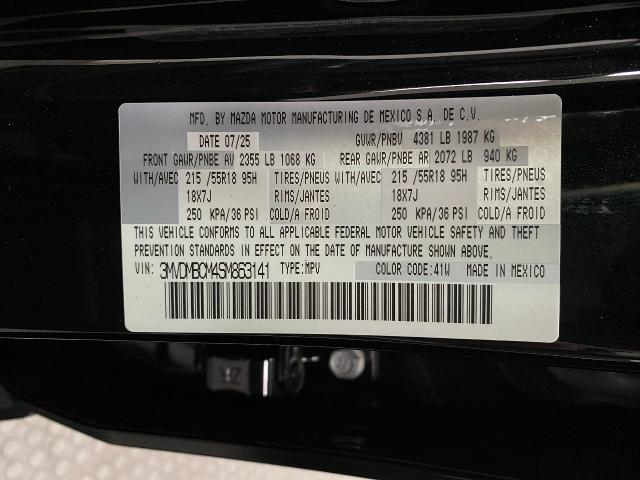 MFD. BY MAZDA MOTOR MANUFACTURING DE MEXICO S.A. DE C.V.
DATE 07/25 GVWR/PNBV 4381 LB 1987 KG
FRONT GAWR/PNBE AV 2355 LB 1068 KG REAR GAWR/PNBE AR 2072 LB 940 KG
WITH/AVEC 215 /55R18 95H TIRES/PNEUS WITH/AVEC 215 /55R18 95H TIRES/PNEUS
18X7J RIMS/JANTES 18X7J RIMS/JANTES
250 KPA/36 PSI COLD/A FROID 250 KPA/36 PSI COLD/A FROID
THIS VEHICLE CONFORMS TO ALL APPLICABLE FEDERAL MOTOR VEHICLE SAFETY AND THEFT
PREVENTION STANDARDS IN EFFECT ON THE DATE OF MANUFACTURE SHOWN ABOVE.
VIN: 3MVDMBCM4SM863141 TYPE:MPV COLOR CODE:41W MADE IN MEXICO